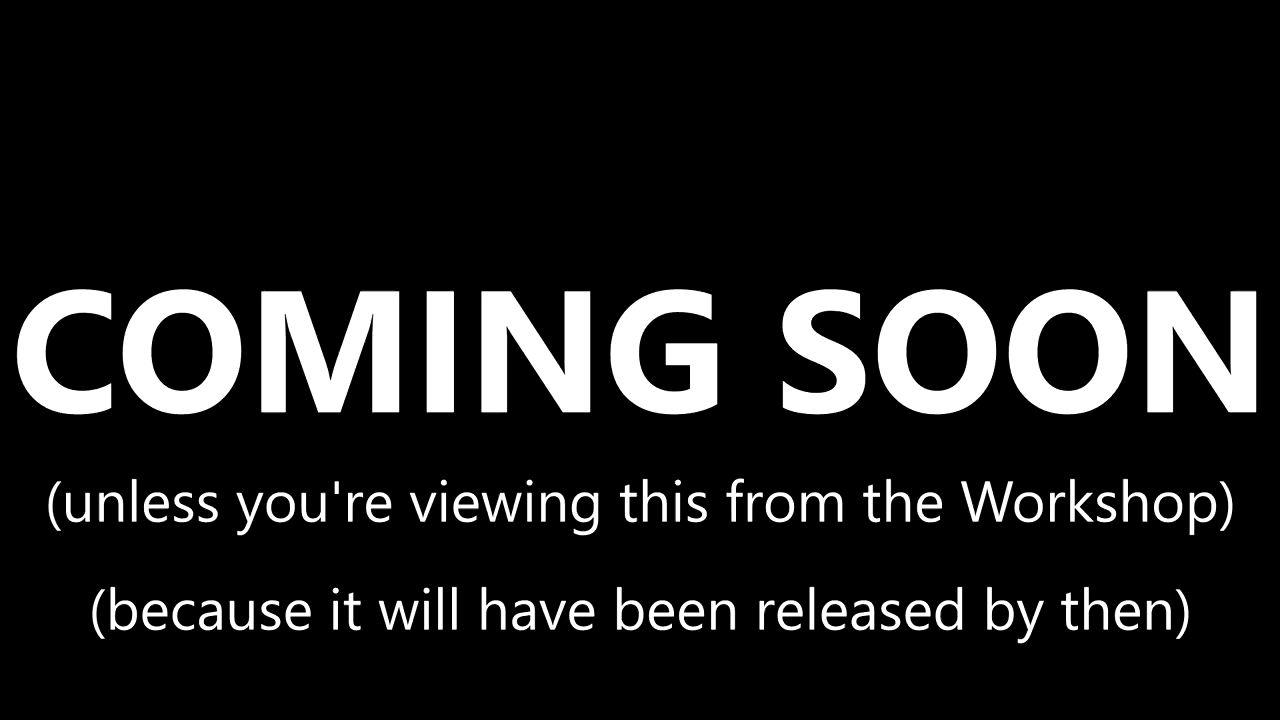 COMING SOON
(unless you're viewing this from the Workshop)
(because it will have been released by then)